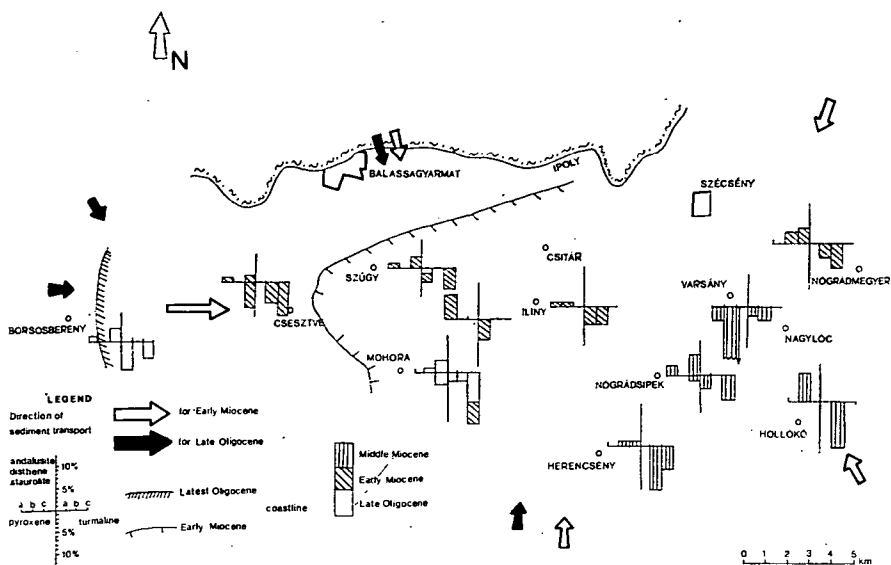 N
BALASSAGYARMAT
IPOLY
SZÉCSÉNY
CSITÁR
SZÜGY
VARSÁNY
NÓGRÁDMEGYER
BORSOSBERÉNY
CSESZTVE
ILINY
NAGYLÓC
MOHORA
NÓGRÁDSIPEK
HOLLÓKŐ
HERENCSÉNY
LEGEND
Direction of
sediment transport
for Early Miocene
for Late Oligocene
andalusite
disthene
staurolite
10%
5%
a b c a b c
pyroxene turmaline
5%
10%
Latest Oligocene
coastline
Early Miocene
Middle Miocene
Early Miocene
Late Oligocene
0 1 2 3 4 5
km